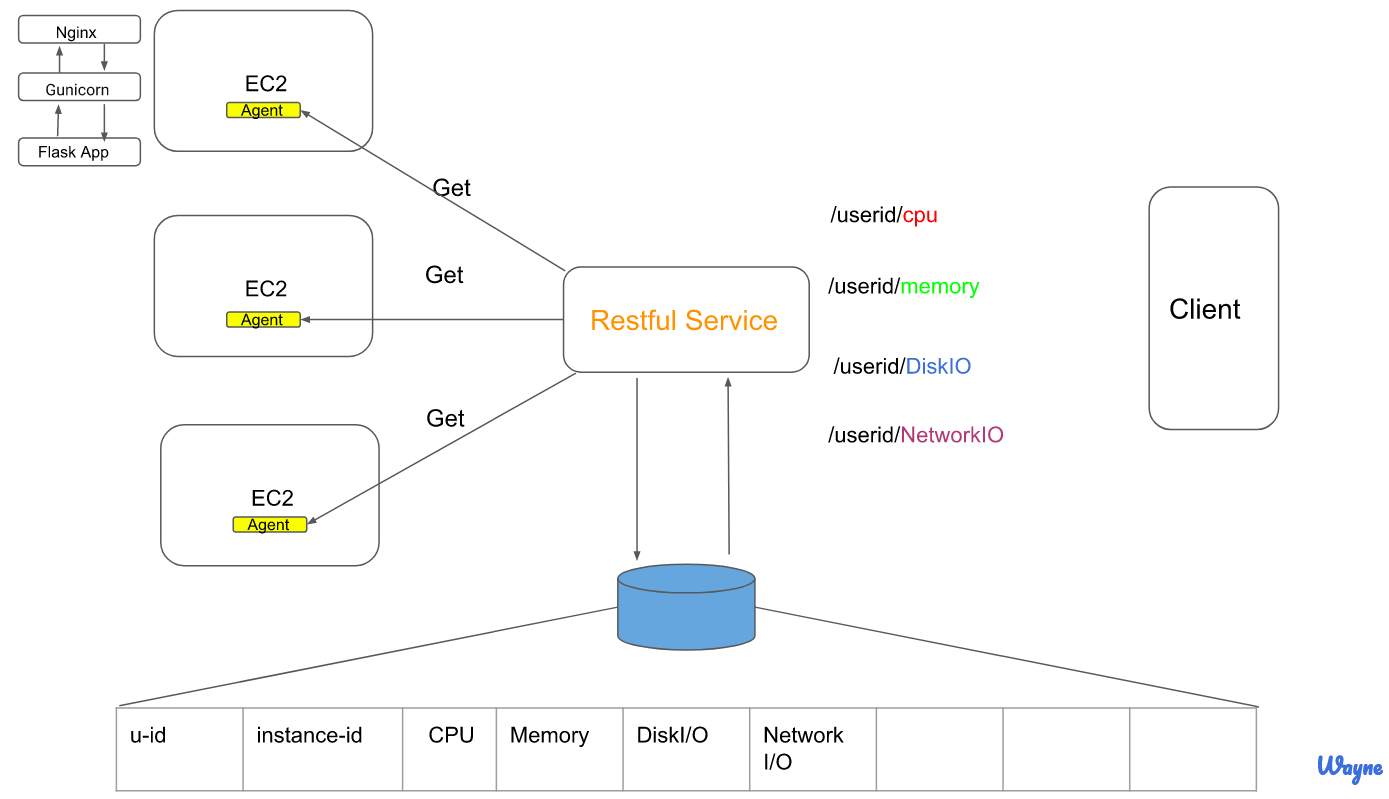 Nginx
Gunicorn
Flask App
EC2
Agent
Get
EC2
Agent
Get
EC2
Agent
Get
Restful Service
/userid/cpu
/userid/memory
/userid/DiskIO
/userid/NetworkIO
Client
u-id
instance-id
CPU
Memory
DiskI/O
Network
I/O
Wayne